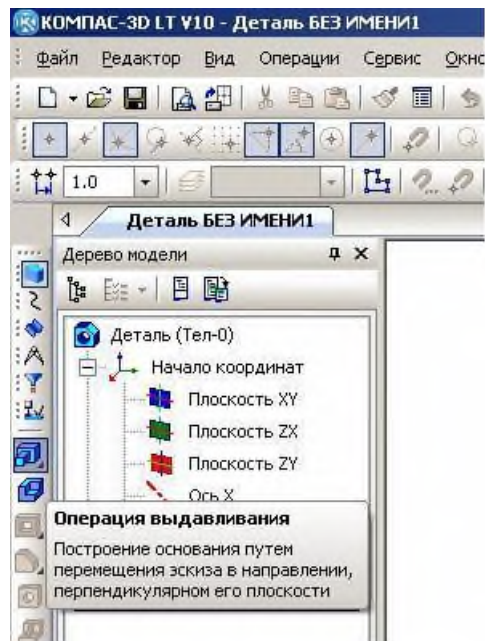 КОМПАС-3D LT V10 - Деталь БЕЗ ИМЕНИ1
Файл Редактор Вид Операции Сервис Окно
1.0
Деталь БЕЗ ИМЕНИ1
Дерево модели
Деталь (Тел-0)
Начало координат
Плоскость XY
Плоскость ZX
Плоскость ZY
Ось X
Операция выдавливания
Построение основания путем
перемещения эскиза в направлении,
перпендикулярном его плоскости